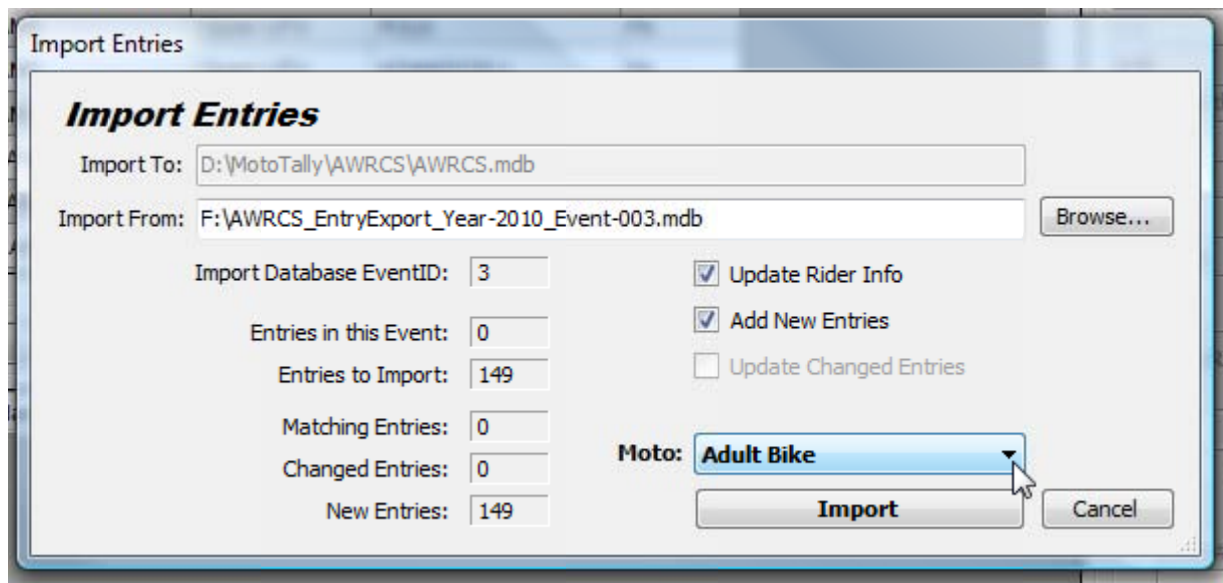 Import Entries
Import Entries
Import To: D:\MotoTally\AWRCS\AWRCS.mdb
Import From: F:\AWRCS_EntryExport_Year-2010_Event-003.mdb Browse...
Import Database EventID: 3 Update Rider Info
Entries in this Event: 0 Add New Entries
Entries to Import: 149 Update Changed Entries
Matching Entries: 0
Changed Entries: 0 Moto: Adult Bike
New Entries: 149 Import Cancel